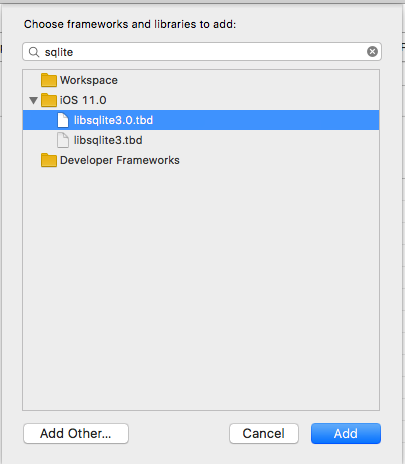 Choose frameworks and libraries to add:
sqlite
Workspace
iOS 11.0
libsqlite3.0.tbd
libsqlite3.tbd
Developer Frameworks
Add Other...
Cancel
Add